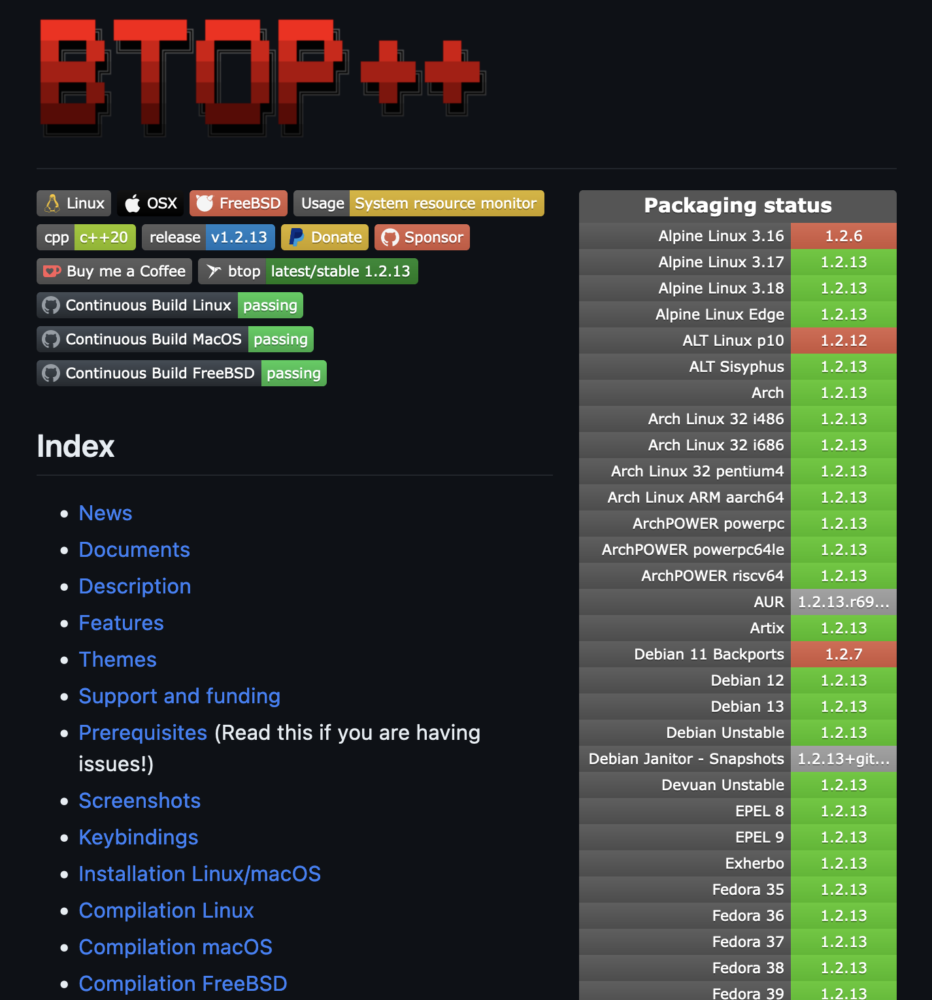 BTOP++
Linux OSX FreeBSD Usage System resource monitor
cpp c++20 release v1.2.13 Donate Sponsor
Buy me a Coffee btop latest/stable 1.2.13
Continuous Build Linux passing
Continuous Build MacOS passing
Continuous Build FreeBSD passing
Index
News
Documents
Description
Features
Themes
Support and funding
Prerequisites (Read this if you are having
issues!)
Screenshots
Keybindings
Installation Linux/macOS
Compilation Linux
Compilation macOS
Compilation FreeBSD
Packaging status
Alpine Linux 3.16 1.2.6
Alpine Linux 3.17 1.2.13
Alpine Linux 3.18 1.2.13
Alpine Linux Edge 1.2.13
ALT Linux p10 1.2.12
ALT Sisyphus 1.2.13
Arch 1.2.13
Arch Linux 32 i486 1.2.13
Arch Linux 32 i686 1.2.13
Arch Linux 32 pentium4 1.2.13
Arch Linux ARM aarch64 1.2.13
ArchPOWER powerpc 1.2.13
ArchPOWER powerpc64le 1.2.13
ArchPOWER riscv64 1.2.13
AUR 1.2.13.r69...
Artix 1.2.13
Debian 11 Backports 1.2.7
Debian 12 1.2.13
Debian 13 1.2.13
Debian Unstable 1.2.13
Debian Janitor - Snapshots 1.2.13+git...
Devuan Unstable 1.2.13
EPEL 8 1.2.13
EPEL 9 1.2.13
Exherbo 1.2.13
Fedora 35 1.2.13
Fedora 36 1.2.13
Fedora 37 1.2.13
Fedora 38 1.2.13
Fedora 39 1.2.13